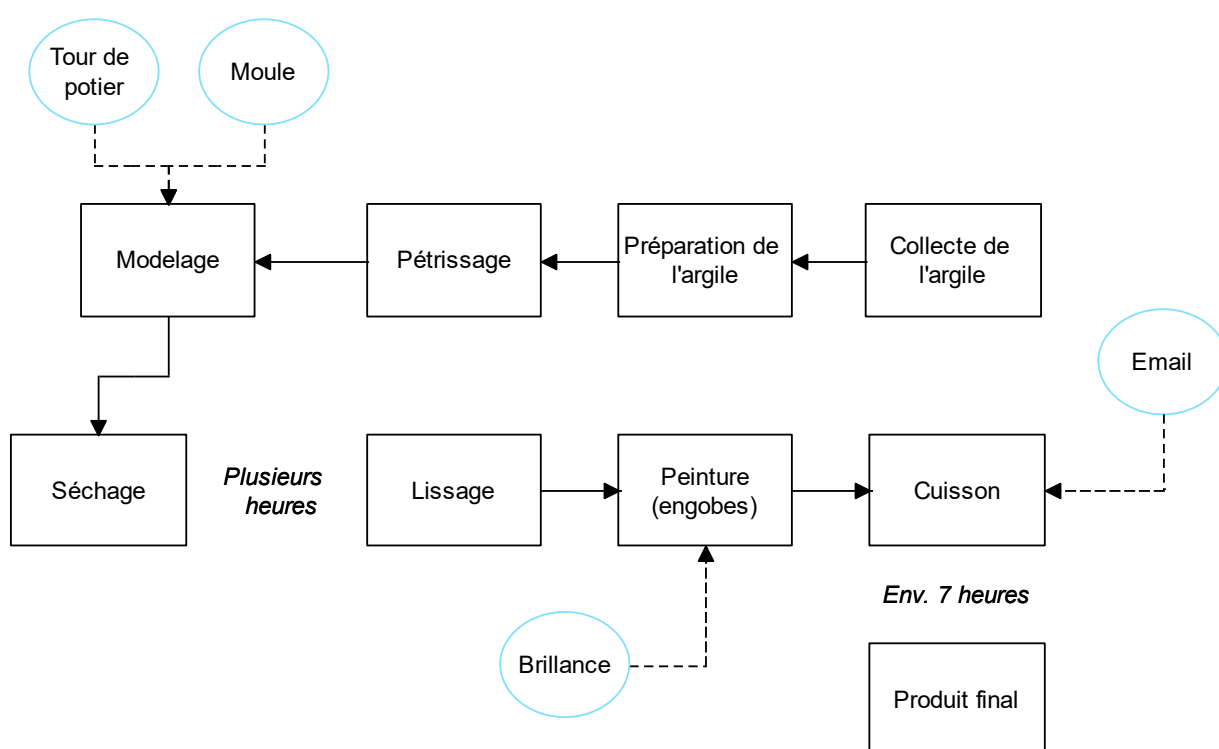 Tour de
potier
Moule
Modelage
Pétrissage
Préparation de
l'argile
Collecte de
l'argile
Email
Séchage
Plusieurs
heures
Lissage
Peinture
(engobes)
Cuisson
Env. 7 heures
Brillance
Produit final